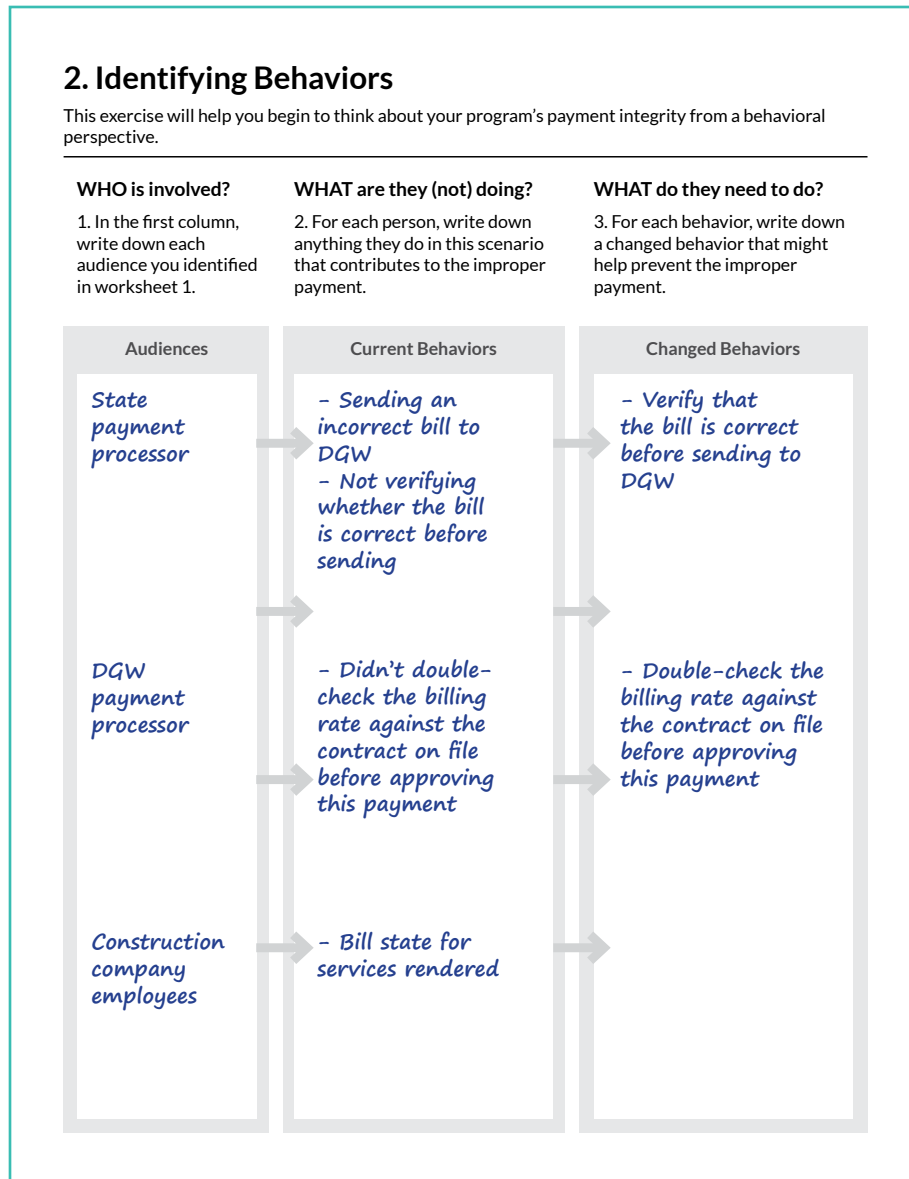 2. Identifying Behaviors
This exercise will help you begin to think about your program's payment integrity from a behavioral
perspective.
WHO is involved?
1. In the first column,
write down each
audience you identified
in worksheet 1.
WHAT are they (not) doing?
2. For each person, write down
anything they do in this scenario
that contributes to the improper
payment.
WHAT do they need to do?
3. For each behavior, write down
a changed behavior that might
help prevent the improper
payment.
Audiences
Current Behaviors
Changed Behaviors
State
payment
processor
- Sending an
incorrect bill to
DGW
- Not verifying
whether the bill
is correct before
sending
- Verify that
the bill is correct
before sending to
DGW
DGW
payment
processor
- Didn't double-
check the billing
rate against the
contract on file
before approving
this payment
- Double-check the
billing rate against
the contract on file
before approving
this payment
Construction
company
employees
- Bill state for
services rendered